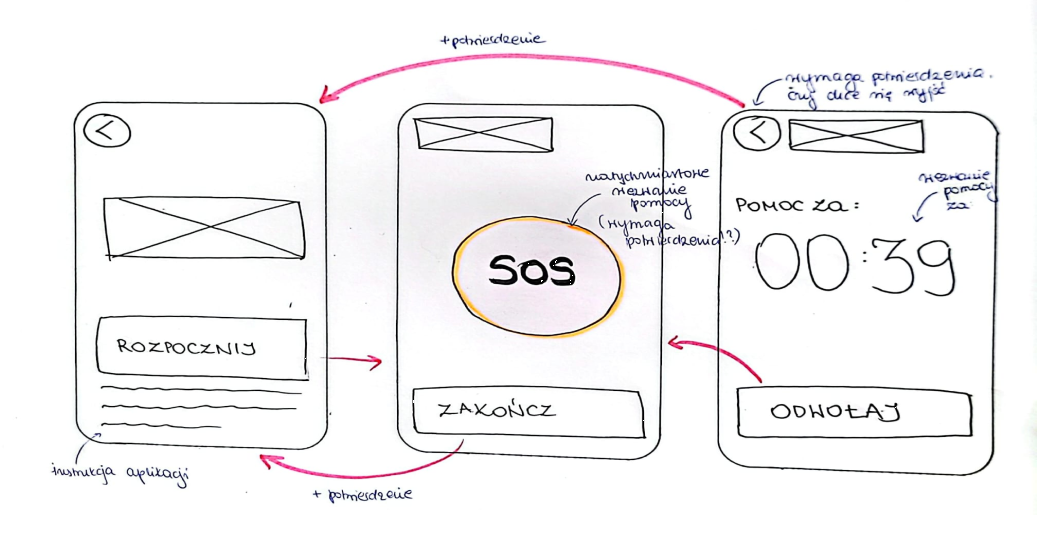 + potwierdzenie
wymaga potwierdzenia.
czy chce się wyjść
natychmiastowe
wezwanie
pomocy
(wymaga
potwierdzenia!?)
wezwanie
pomocy
za:
POMOC ZA:
00:39
SOS
ROZPOCZNIJ
ZAKOŃCZ
ODWOŁAJ
instrukcja aplikacji
+ potwierdzenie